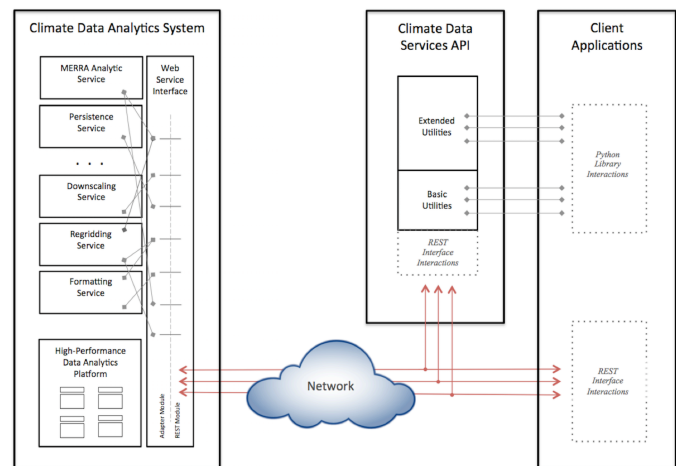 Climate Data Analytics System
MERRA Analytic
Service
Persistence
Service
. . .
Downscaling
Service
Regridding
Service
Formatting
Service
High-Performance
Data Analytics
Platform
Web
Service
Interface
Adapter Module
REST Module
Network
Climate Data
Services API
Extended
Utilities
Basic
Utilities
REST
Interface
Interactions
Client
Applications
Python
Library
Interactions
REST
Interface
Interactions